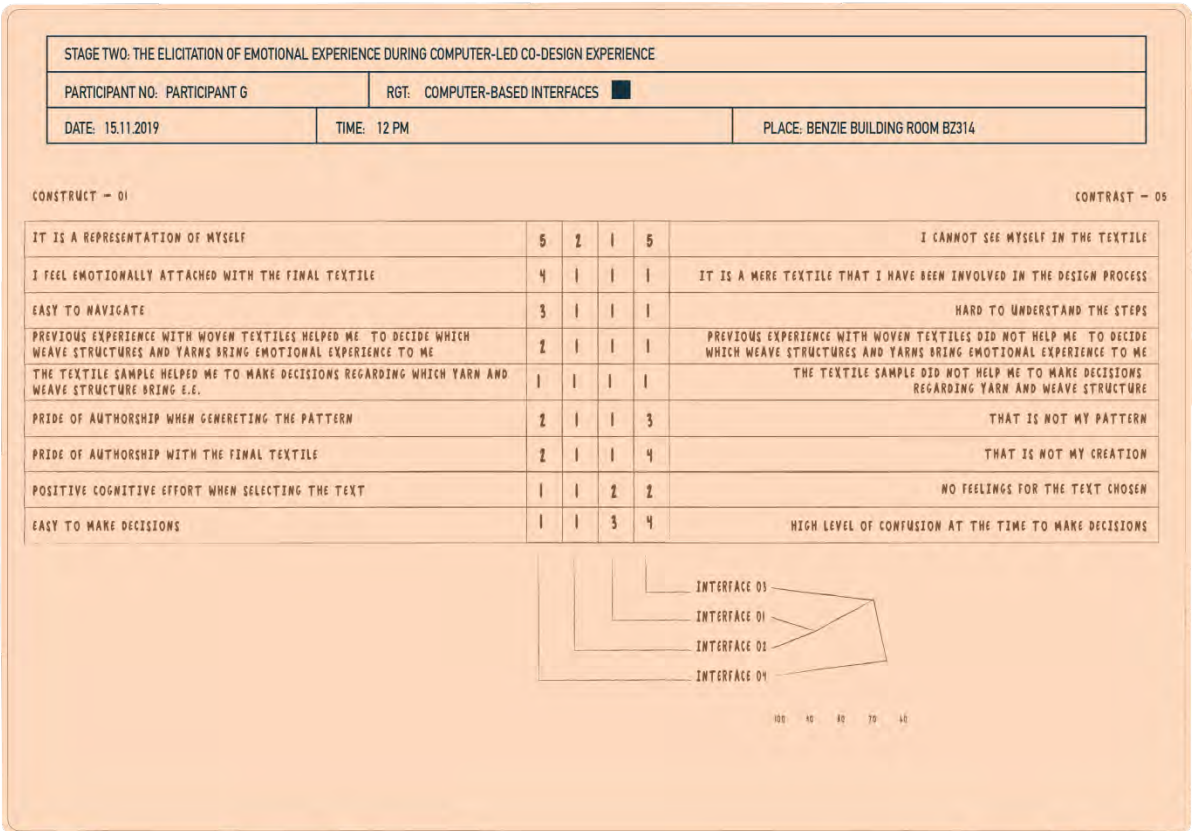 STAGE TWO: THE ELICITATION OF EMOTIONAL EXPERIENCE DURING COMPUTER-LED CO-DESIGN EXPERIENCE
PARTICIPANT NO: PARTICIPANT G RGT: COMPUTER-BASED INTERFACES
DATE: 15.11.2019 TIME: 12 PM PLACE: BENZIE BUILDING ROOM BZ314
CONSTRUCT - 01 CONTRAST - 05
IT IS A REPRESENTATION OF MYSELF 5 2 1 5 I CANNOT SEE MYSELF IN THE TEXTILE
I FEEL EMOTIONALLY ATTACHED WITH THE FINAL TEXTILE 4 1 1 1 IT IS A MERE TEXTILE THAT I HAVE BEEN INVOLVED IN THE DESIGN PROCESS
EASY TO NAVIGATE 3 1 1 1 HARD TO UNDERSTAND THE STEPS
PREVIOUS EXPERIENCE WITH WOVEN TEXTILES HELPED ME TO DECIDE WHICH
WEAVE STRUCTURES AND YARNS BRING EMOTIONAL EXPERIENCE TO ME
2 1 1 1
PREVIOUS EXPERIENCE WITH WOVEN TEXTILES DID NOT HELP ME TO DECIDE
WHICH WEAVE STRUCTURES AND YARNS BRING EMOTIONAL EXPERIENCE TO ME
THE TEXTILE SAMPLE HELPED ME TO MAKE DECISIONS REGARDING WHICH YARN AND
WEAVE STRUCTURE BRING E.E.
1 1 1 1
THE TEXTILE SAMPLE DID NOT HELP ME TO MAKE DECISIONS
REGARDING YARN AND WEAVE STRUCTURE
PRIDE OF AUTHORSHIP WHEN GENERETING THE PATTERN 2 1 1 3 THAT IS NOT MY PATTERN
PRIDE OF AUTHORSHIP WITH THE FINAL TEXTILE 2 1 1 4 THAT IS NOT MY CREATION
POSITIVE COGNITIVE EFFORT WHEN SELECTING THE TEXT 1 1 2 2 NO FEELINGS FOR THE TEXT CHOSEN
EASY TO MAKE DECISIONS 1 1 3 4 HIGH LEVEL OF CONFUSION AT THE TIME TO MAKE DECISIONS
INTERFACE 03
INTERFACE 01
INTERFACE 02
INTERFACE 04
100 90 80 70 60